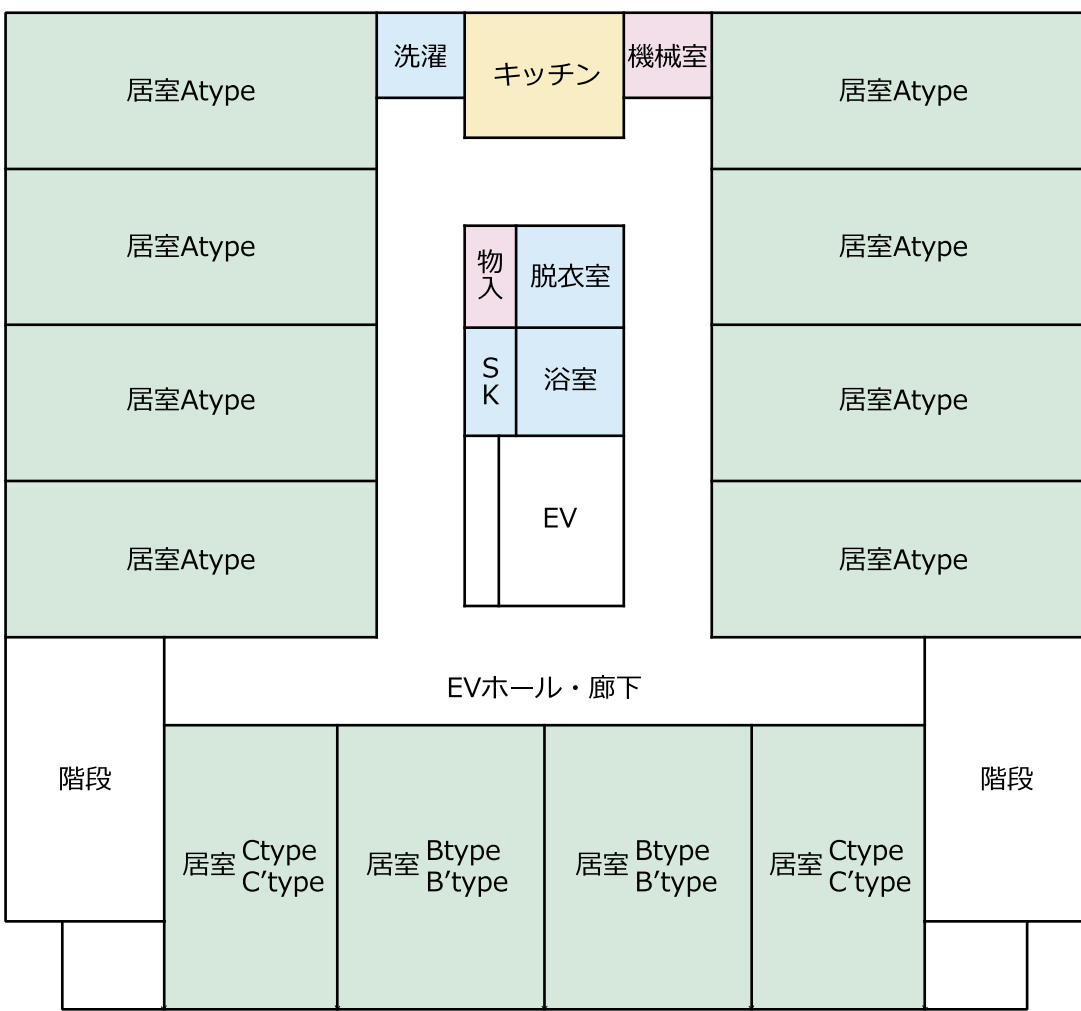 洗濯
キッチン
機械室
居室Atype
居室Atype
居室Atype
居室Atype
物入
脱衣室
居室Atype
居室Atype
SK
浴室
居室Atype
居室Atype
EV
EVホール・廊下
階段
階段
居室 Ctype
C’type
居室 Btype
B’type
居室 Btype
B’type
居室 Ctype
C’type